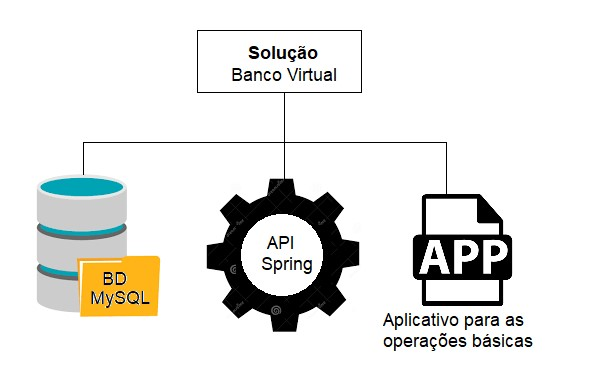 Solução
Banco Virtual
BD
MySQL
API
Spring
APP
Aplicativo para as
operações básicas